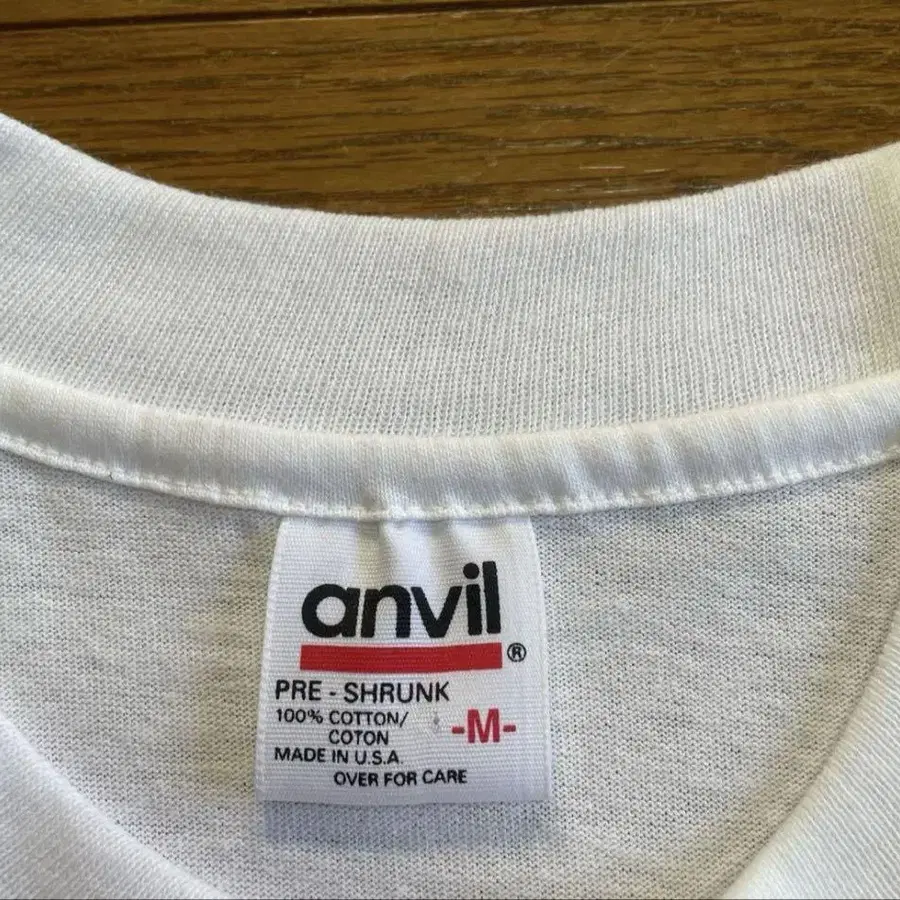 anvil®
PRE - SHRUNK
100% COTTON/
COTON
-M-
MADE IN U.S.A.
OVER FOR CARE